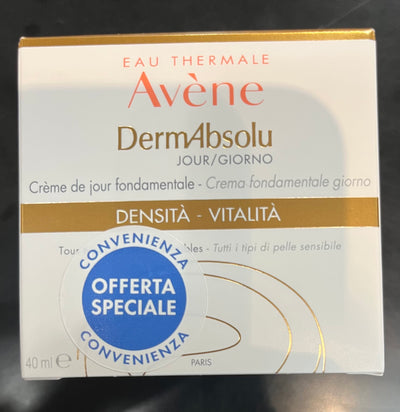 EAU THERMALE
Avène
DermAbsolu
JOUR/GIORNO
Crème de jour fondamentale - Crema fondamentale giorno
DENSITÀ - VITALITÀ
Tous - Tutti i tipi di pelle sensibile
CONVENIENZA
OFFERTA
SPECIALE
CONVENIENZA
40 ml e
PARIS